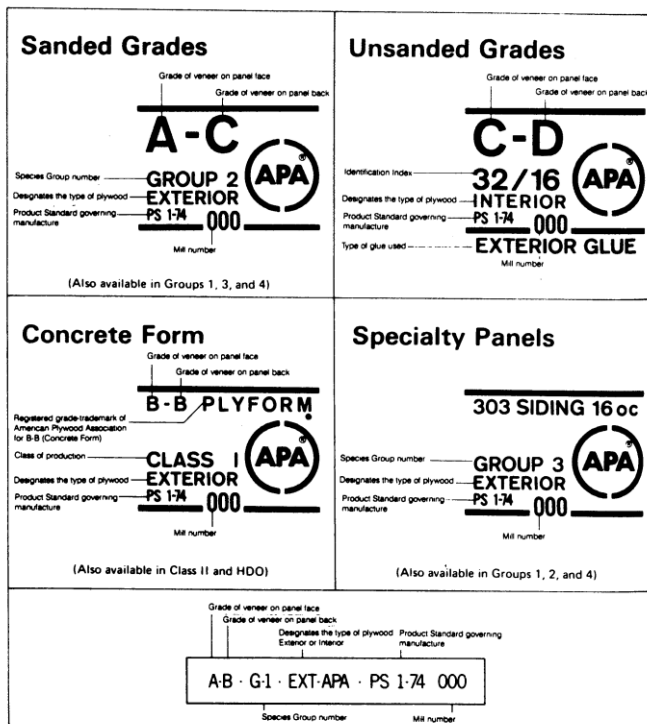 Sanded Grades
Grade of veneer on panel face
Grade of veneer on panel back
A-C
Species Group number
GROUP 2
APA®
Designates the type of plywood
EXTERIOR
Product Standard governing
manufacture
PS 1-74 000
Mill number
(Also available in Groups 1, 3, and 4)
Unsanded Grades
Grade of veneer on panel face
Grade of veneer on panel back
C-D
Identification Index
32/16
APA®
Designates the type of plywood
INTERIOR
Product Standard governing
manufacture
PS 1-74 000
Type of glue used
EXTERIOR GLUE
Mill number
Concrete Form
Grade of veneer on panel face
Grade of veneer on panel back
B-B PLYFORM
Registered grade-trademark of
American Plywood Association
for B-B (Concrete Form)
Class of production
CLASS I
APA®
Designates the type of plywood
EXTERIOR
Product Standard governing
manufacture
PS 1-74 000
Mill number
(Also available in Class II and HDO)
Specialty Panels
303 SIDING 16 oc
Species Group number
GROUP 3
APA®
Designates the type of plywood
EXTERIOR
Product Standard governing
manufacture
PS 1-74 000
Mill number
(Also available in Groups 1, 2, and 4)
Grade of veneer on panel face
Grade of veneer on panel back
Designates the type of plywood
Exterior or Interior
Product Standard governing
manufacture
A-B · G-1 · EXT-APA · PS 1-74 000
Species Group number
Mill number